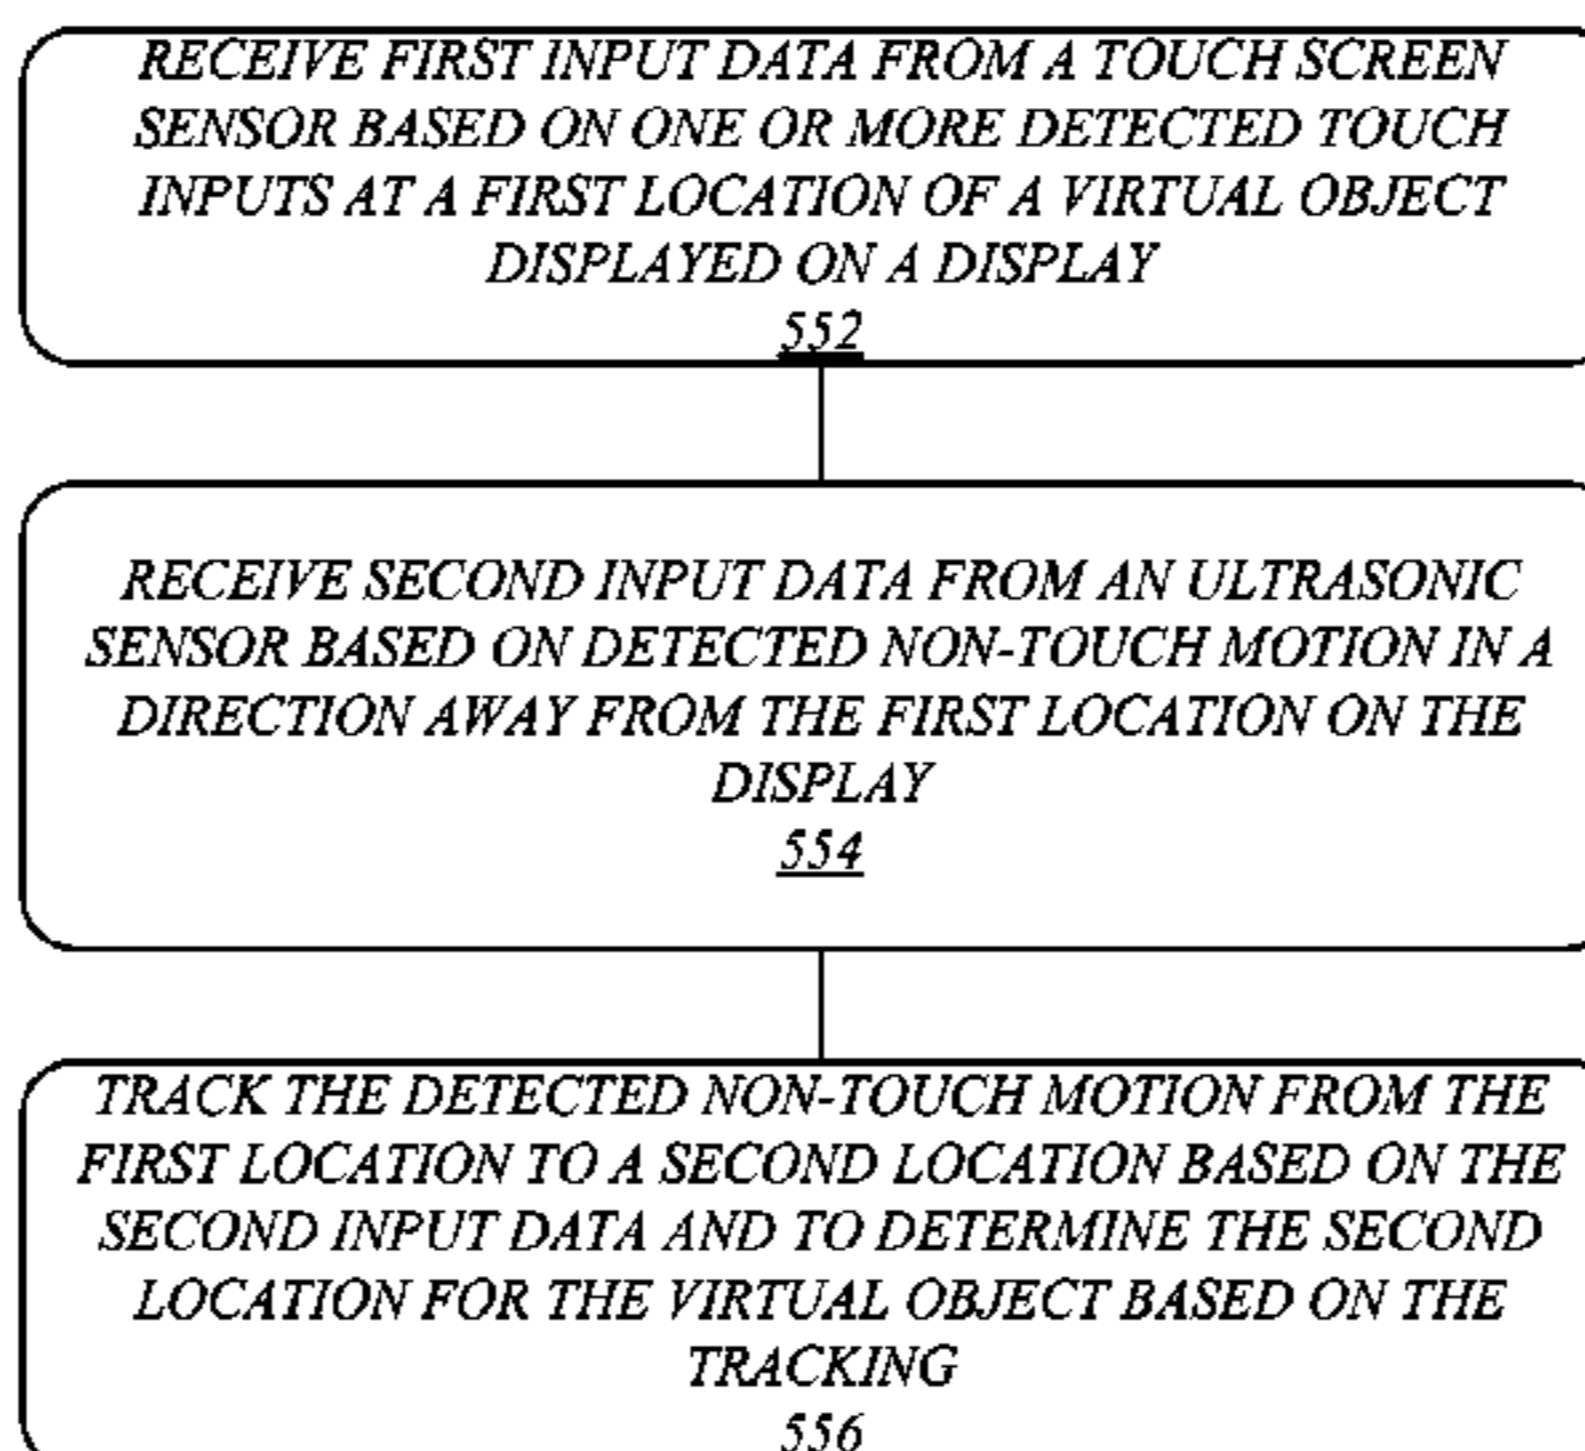 RECEIVE FIRST INPUT DATA FROM A TOUCH SCREEN
SENSOR BASED ON ONE OR MORE DETECTED TOUCH
INPUTS AT A FIRST LOCATION OF A VIRTUAL OBJECT
DISPLAYED ON A DISPLAY
552
RECEIVE SECOND INPUT DATA FROM AN ULTRASONIC
SENSOR BASED ON DETECTED NON-TOUCH MOTION IN A
DIRECTION AWAY FROM THE FIRST LOCATION ON THE
DISPLAY
554
TRACK THE DETECTED NON-TOUCH MOTION FROM THE
FIRST LOCATION TO A SECOND LOCATION BASED ON THE
SECOND INPUT DATA AND TO DETERMINE THE SECOND
LOCATION FOR THE VIRTUAL OBJECT BASED ON THE
TRACKING
556